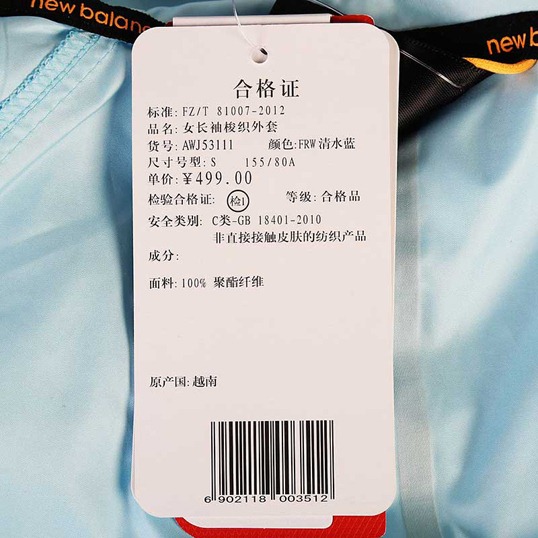 new balan
new b
合格证
标准: FZ/T 81007-2012
品名: 女长袖梭织外套
货号: AWJ53111 颜色:FRW清水蓝
尺寸号型:S 155/80A
单价:￥499.00
检验合格证: 检1 等级: 合格品
安全类别: C类-GB 18401-2010
非直接接触皮肤的纺织产品
成分:
面料:100% 聚酯纤维
原产国:越南
6 902118 003512